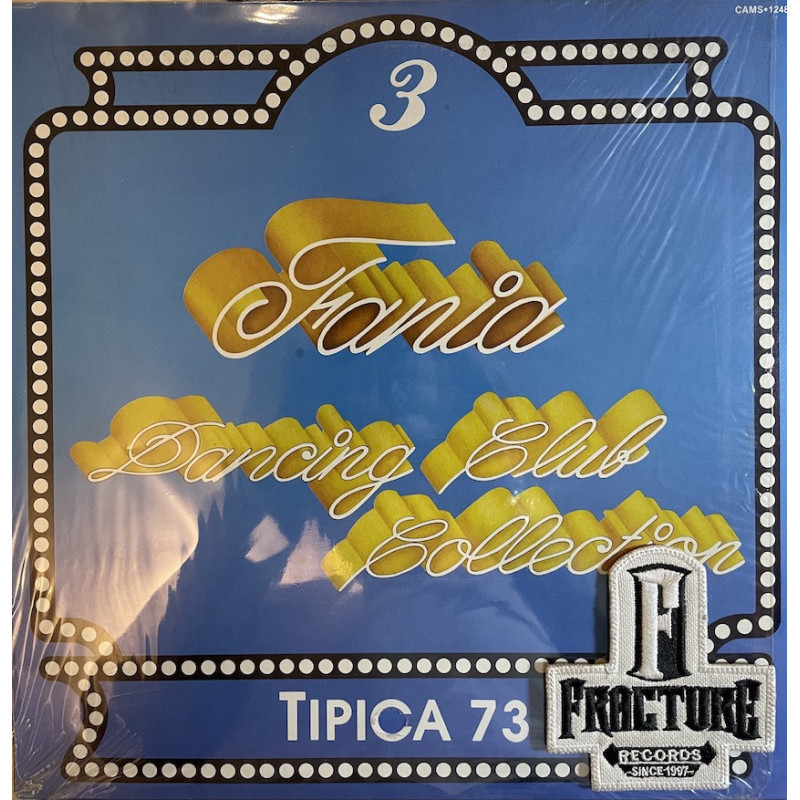 CAMS•1248
3
Fania
Dancing Club
Collection
TIPICA 73
F
FRACTURE
RECORDS
-SINCE 1997-